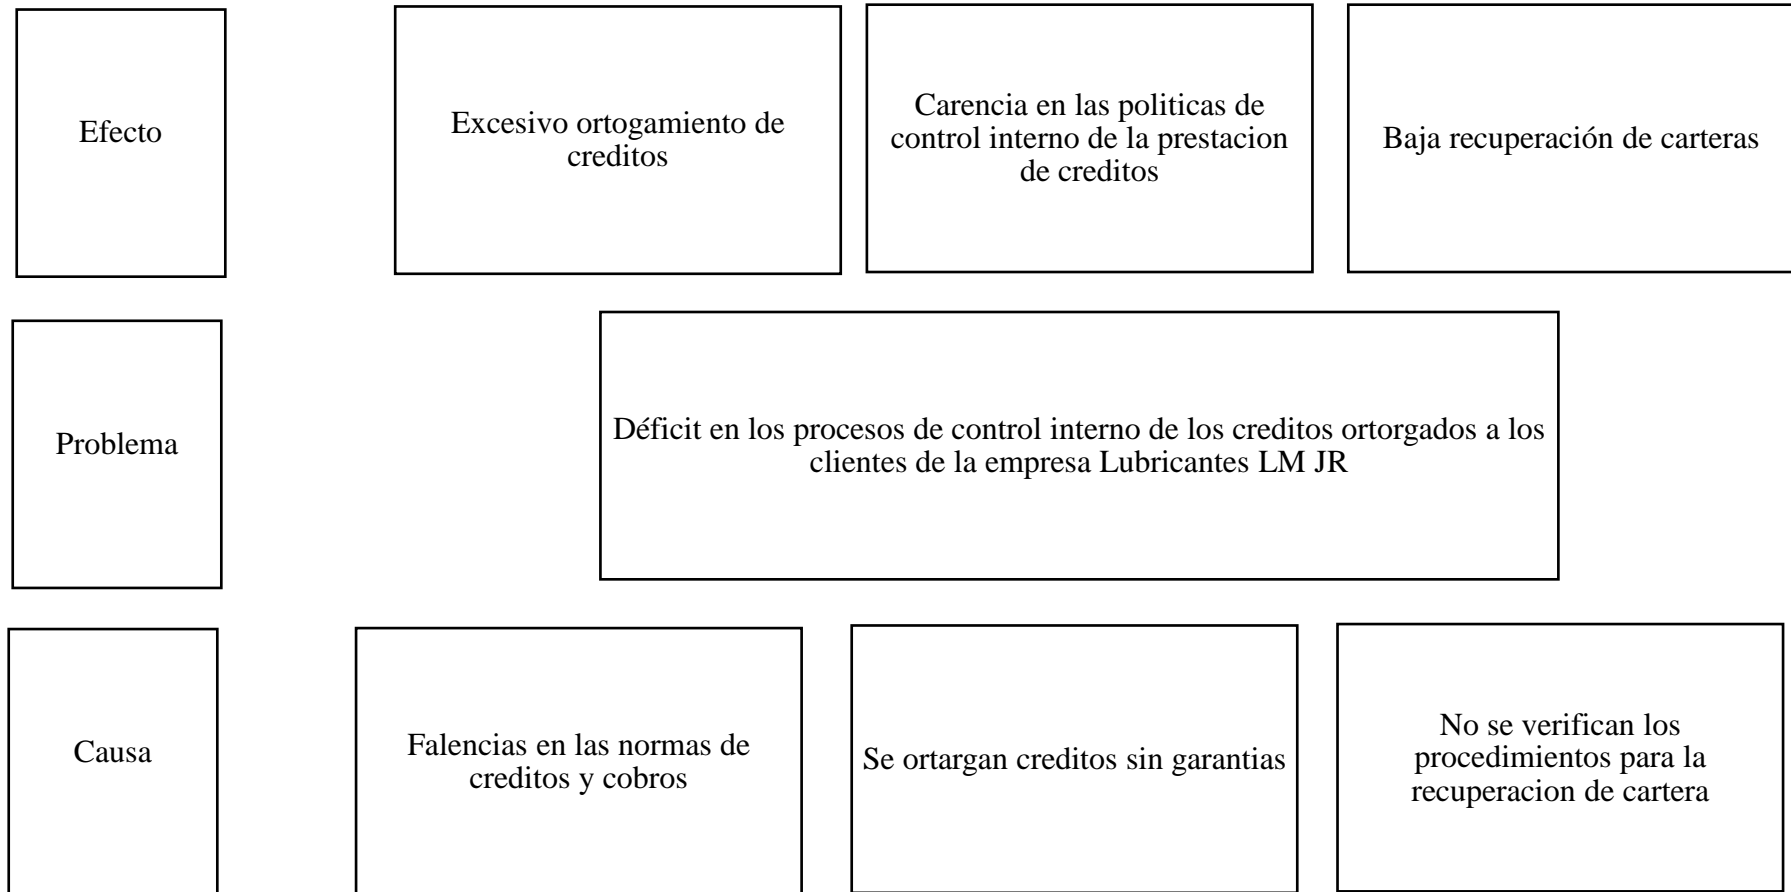 Efecto
Excesivo ortogamiento de
creditos
Carencia en las politicas de
control interno de la prestacion
de creditos
Baja recuperación de carteras
Problema
Déficit en los procesos de control interno de los creditos ortorgados a los
clientes de la empresa Lubricantes LM JR
Causa
Falencias en las normas de
creditos y cobros
Se ortargan creditos sin garantias
No se verifican los
procedimientos para la
recuperacion de cartera